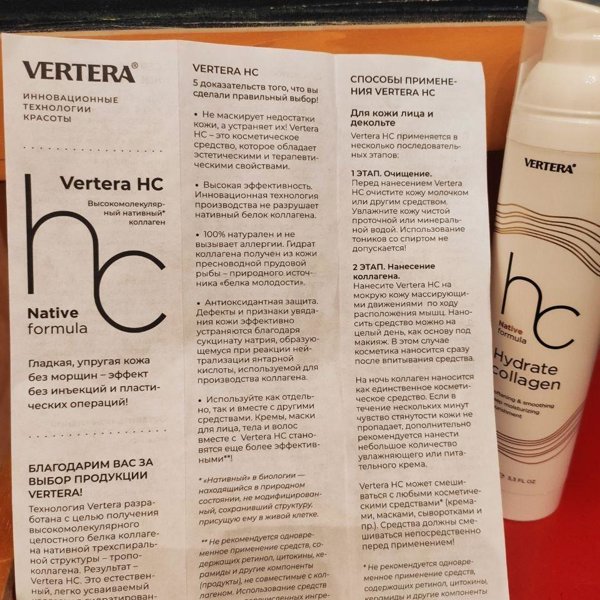 VERTERA®
ИННОВАЦИОННЫЕ
ТЕХНОЛОГИИ
КРАСОТЫ
hc
Vertera HC
Высокомолекуляр-
ный нативный*
коллаген
Native
formula
Гладкая, упругая кожа
без морщин – эффект
без инъекций и пласти-
ческих операций!
БЛАГОДАРИМ ВАС ЗА
ВЫБОР ПРОДУКЦИИ
VERTERA!
Технология Vertera разра-
ботана с целью получения
высокомолекулярного
целостного белка коллаге-
на нативной трехспираль-
ной структуры – тропо-
коллагена. Результат –
Vertera HC. Это естествен-
ный, легко усваиваемый
VERTERA HC
5 доказательств того, что вы
сделали правильный выбор!
• Не маскирует недостатки
кожи, а устраняет их! Vertera
HC – это косметическое
средство, которое обладает
эстетическими и терапевти-
ческими свойствами.
• Высокая эффективность.
Инновационная технология
производства не разрушает
нативный белок коллагена.
• 100% натурален и не
вызывает аллергии. Гидрат
коллагена получен из кожи
пресноводной прудовой
рыбы – природного источ-
ника «белка молодости».
• Антиоксидантная защита.
Дефекты и признаки увяда-
ния кожи эффективно
устраняются благодаря
сукцинату натрия, образу-
ющемуся при реакции ней-
трализации янтарной
кислоты, используемой для
производства коллагена.
• Используйте как отдель-
но, так и вместе с другими
средствами. Кремы, маски
для лица, тела и волос
вместе с Vertera HC стано-
вятся еще более эффектив-
ными**)
* «Нативный» в биологии —
находящийся в природном
состоянии, не модифицирован-
ный, сохранивший структуру,
присущую ему в живой клетке.
** Не рекомендуется одновре-
менное применение средств, со-
держащих ретинол, цитокины, ке-
рамиды и другие компоненты
(продукты), не совместимые с кол-
лагеном. Использование средств
СПОСОБЫ ПРИМЕНЕ-
НИЯ VERTERA HC
Для кожи лица и
декольте
Vertera HC применяется в
несколько последователь-
ных этапов:
1 ЭТАП. Очищение.
Перед нанесением Vertera
HC очистите кожу молочком
или другим средством.
Увлажните кожу чистой
проточной или минераль-
ной водой. Использование
тоников со спиртом не
допускается!
2 ЭТАП. Нанесение
коллагена.
Нанесите Vertera HC на
мокрую кожу массирующи-
ми движениями по ходу
расположения мышц. Нано-
сить средство можно на
целый день, как основу под
макияж. В этом случае
косметика наносится сразу
после впитывания средства.
На ночь коллаген наносится
как единственное космети-
ческое средство. Если в
течение нескольких минут
чувство стянутости кожи не
пропадает, дополнительно
рекомендуется нанести
небольшое количество
увлажняющего или пита-
тельного крема.
Vertera HC может смеши-
ваться с любыми косметиче-
скими средствами* (крема-
ми, масками, сыворотками и
пр.). Средства должны сме-
шиваться непосредственно
перед применением!
* Не рекомендуется одновре-
менное применение средств,
содержащих ретинол, цитокины,
керамиды и другие компоненты
VERTERA®
hc
Native
formula
Hydrate
collagen
& smoothing
moisturizing
3,3 FL OZ